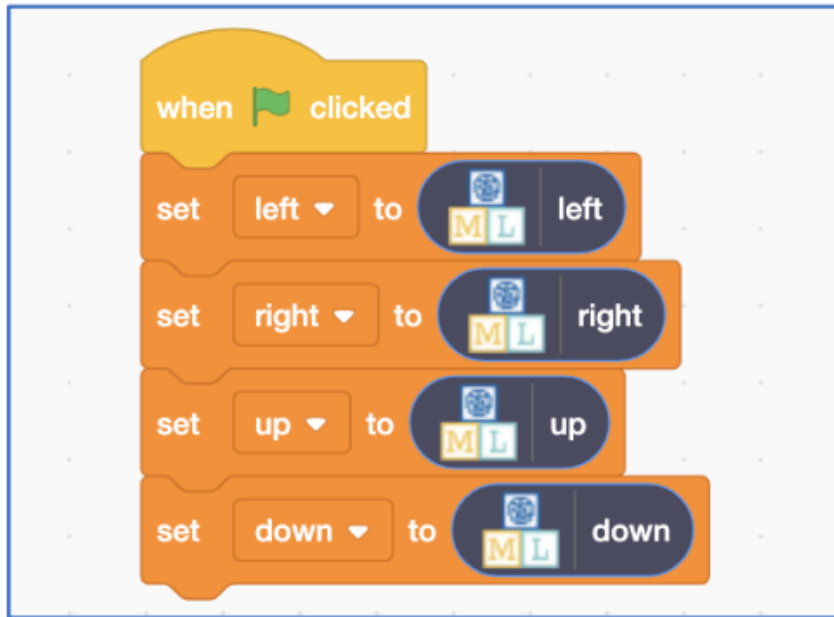 when clicked
set left to ML left
set right to ML right
set up to ML up
set down to ML down